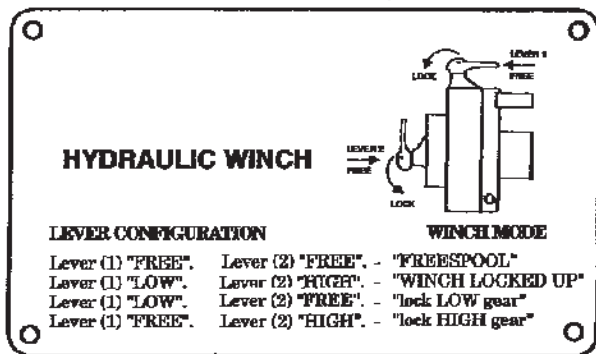 LEVER 1
LOCK
FREE
HYDRAULIC WINCH
LEVER 2
FREE
LOCK
LEVER CONFIGURATION WINCH MODE
Lever (1) "FREE". Lever (2) "FREE". - "FREESPOOL"
Lever (1) "LOW". Lever (2) "HIGH". - "WINCH LOCKED UP"
Lever (1) "LOW". Lever (2) "FREE". - "lock LOW gear"
Lever (1) "FREE". Lever (2) "HIGH". - "lock HIGH gear"